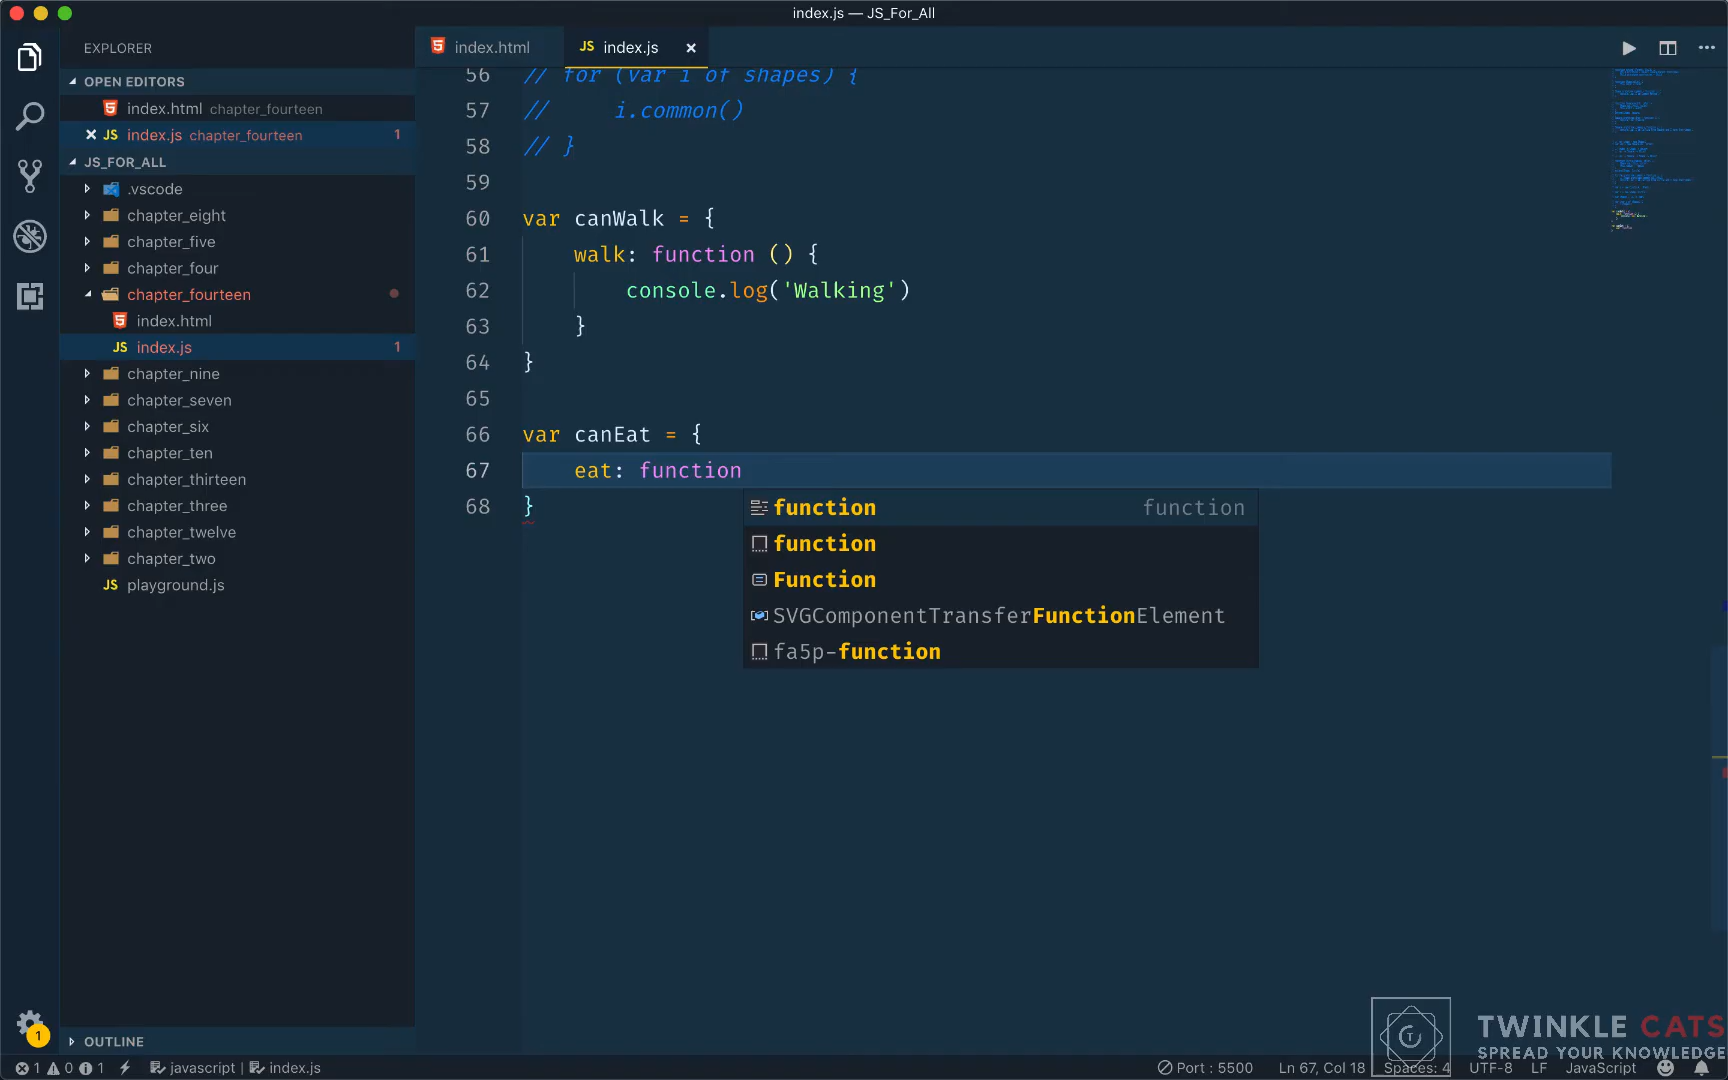 index.js — JS_For_All
EXPLORER
OPEN EDITORS
index.html chapter_fourteen
JS index.js chapter_fourteen 1
JS_FOR_ALL
.vscode
chapter_eight
chapter_five
chapter_four
chapter_fourteen
index.html
JS index.js 1
chapter_nine
chapter_seven
chapter_six
chapter_ten
chapter_thirteen
chapter_three
chapter_twelve
chapter_two
JS playground.js
OUTLINE
1
index.html
JS index.js
56 // for (var i of shapes) {
57 //     i.common()
58 // }
59
60 var canWalk = {
61     walk: function () {
62         console.log('Walking')
63     }
64 }
65
66 var canEat = {
67     eat: function
68 }
function function
function
Function
SVGComponentTransferFunctionElement
fa5p-function
TWINKLE CATS
SPREAD YOUR KNOWLEDGE
1 0 1 javascript | index.js Port : 5500 Ln 67, Col 18 Spaces: 4 UTF-8 LF JavaScript